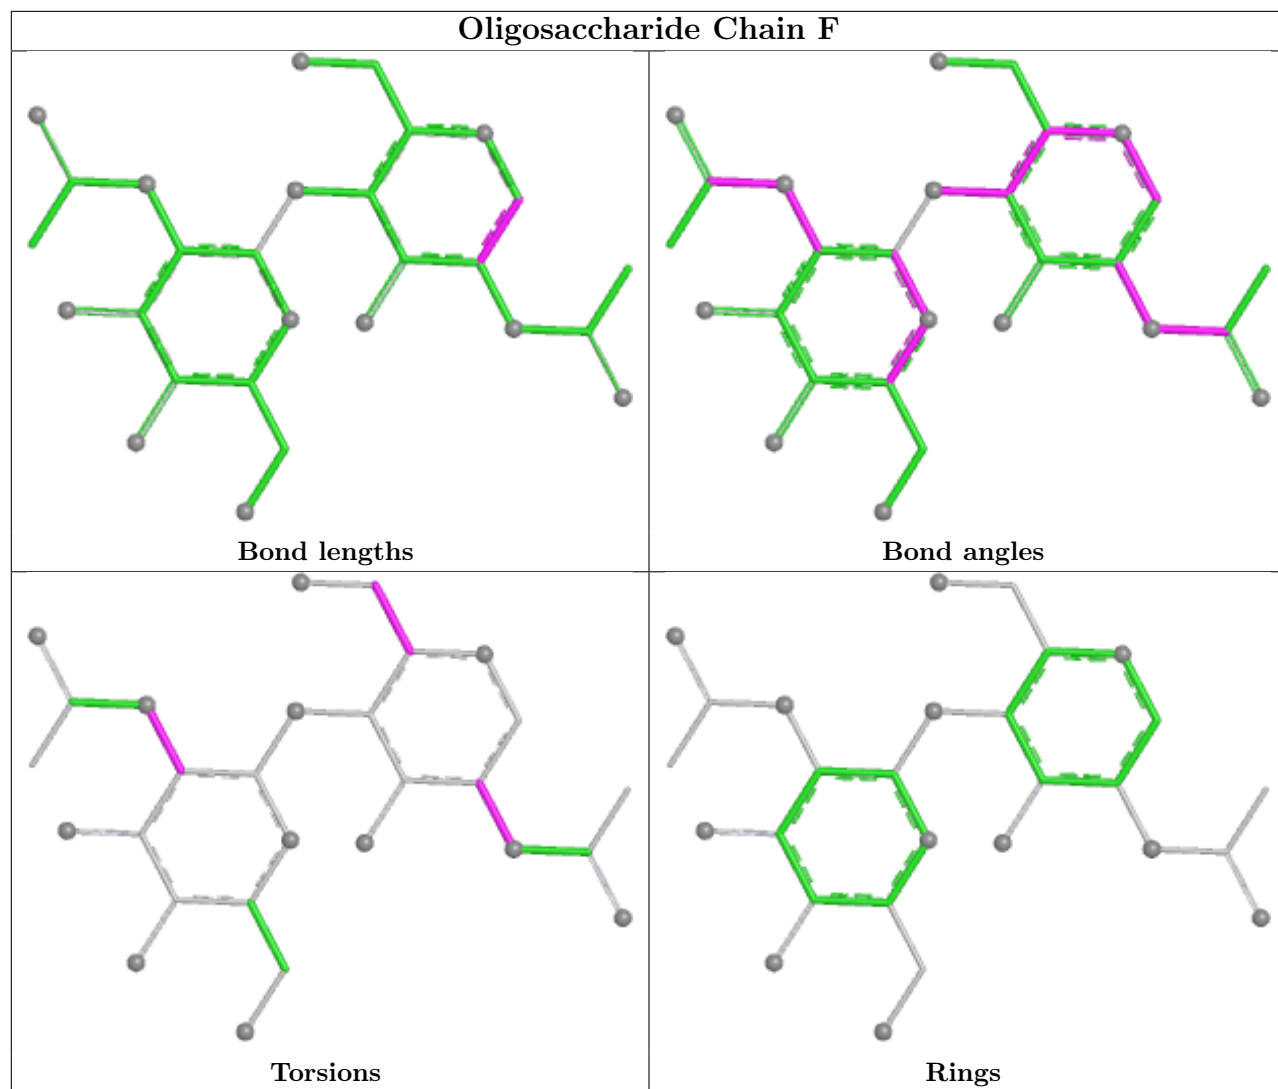 Oligosaccharide Chain F
Bond lengths
Bond angles
Torsions
Rings